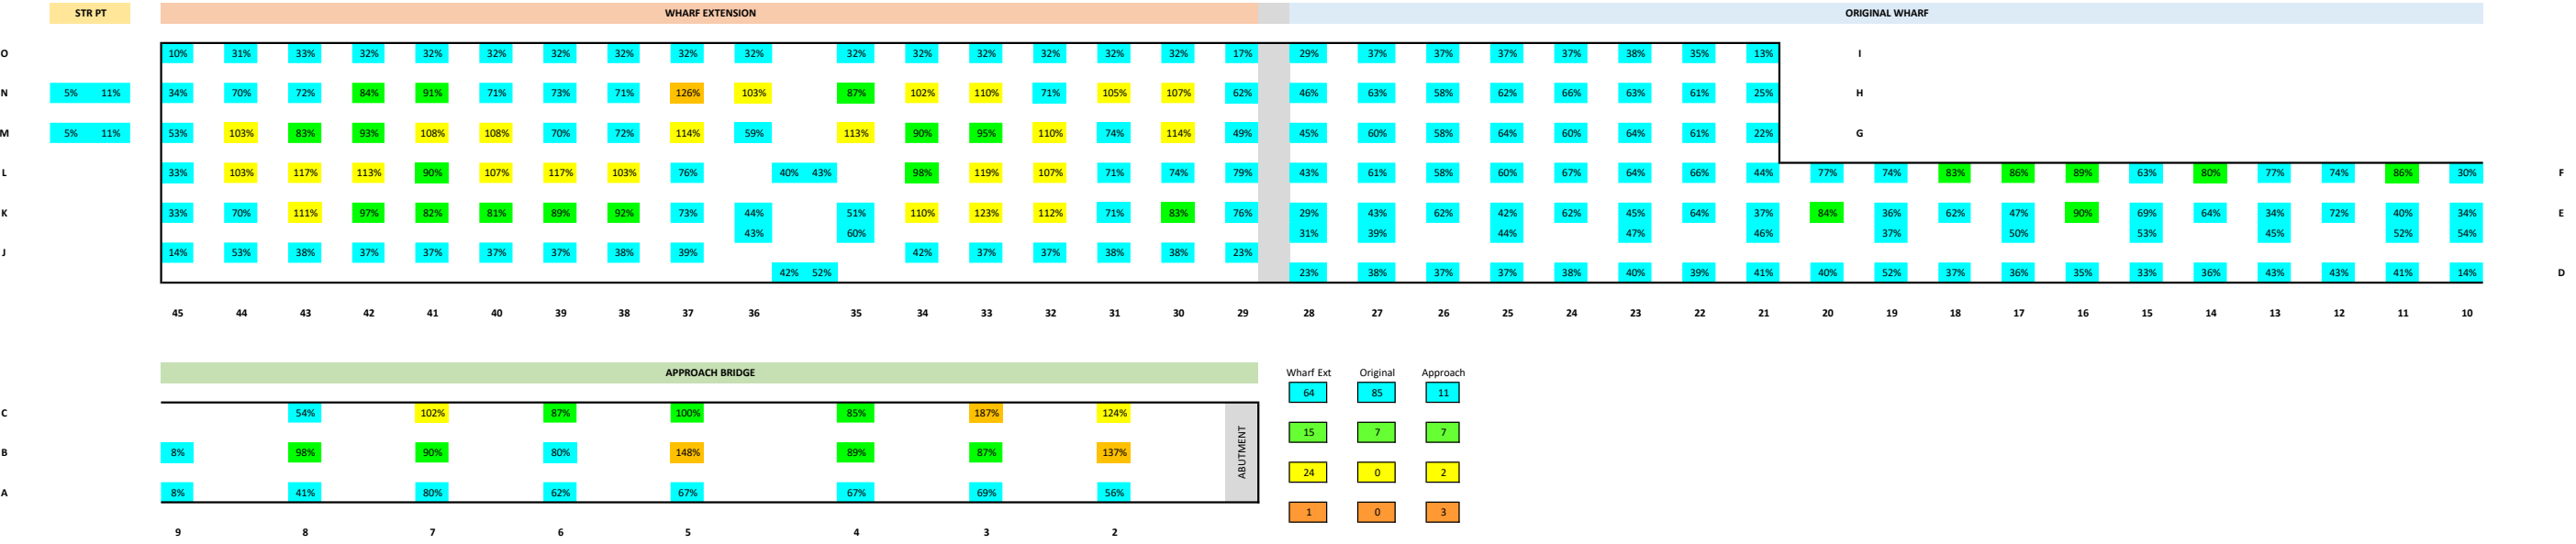 STR PT WHARF EXTENSION ORIGINAL WHARF
O 10% 31% 33% 32% 32% 32% 32% 32% 32% 32% 32% 32% 32% 32% 32% 32% 17% 29% 37% 37% 37% 37% 38% 35% 13% I
N 5% 11% 34% 70% 72% 84% 91% 71% 73% 71% 126% 103% 87% 102% 110% 71% 105% 107% 62% 46% 63% 58% 62% 66% 63% 61% 25% H
M 5% 11% 53% 103% 83% 93% 108% 108% 70% 72% 114% 59% 113% 90% 95% 110% 74% 114% 49% 45% 60% 58% 64% 60% 64% 61% 22% G
L 33% 103% 117% 113% 90% 107% 117% 103% 76% 40% 43% 98% 119% 107% 71% 74% 79% 43% 61% 58% 60% 67% 64% 66% 44% 77% 74% 83% 86% 89% 63% 80% 77% 74% 86% 30% F
K 33% 70% 111% 97% 82% 81% 89% 92% 73% 44% 51% 110% 123% 112% 71% 83% 76% 29% 43% 62% 42% 62% 45% 64% 37% 84% 36% 62% 47% 90% 69% 64% 34% 72% 40% 34% E
43% 60% 31% 39% 44% 47% 46% 37% 50% 53% 45% 52% 54%
J 14% 53% 38% 37% 37% 37% 37% 38% 39% 42% 37% 37% 38% 38% 23%
42% 52% 23% 38% 37% 37% 38% 40% 39% 41% 40% 52% 37% 36% 35% 33% 36% 43% 43% 41% 14% D
45 44 43 42 41 40 39 38 37 36 35 34 33 32 31 30 29 28 27 26 25 24 23 22 21 20 19 18 17 16 15 14 13 12 11 10
APPROACH BRIDGE Wharf Ext Original Approach
64 85 11
C 54% 102% 87% 100% 85% 187% 124%
ABUTMENT
15 7 7
B 8% 98% 90% 80% 148% 89% 87% 137%
24 0 2
A 8% 41% 80% 62% 67% 67% 69% 56%
1 0 3
9 8 7 6 5 4 3 2